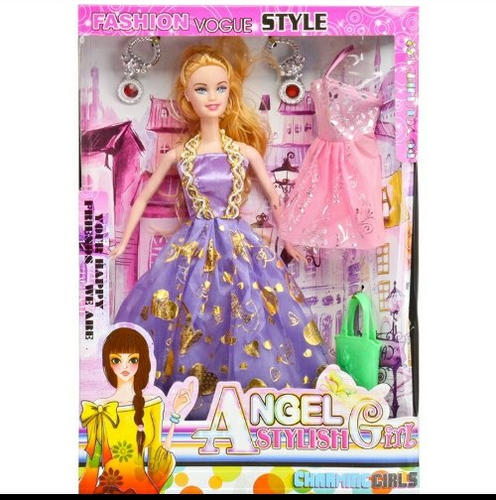 FASHION VOGUE STYLE
YOUR HAPPY
FRIENDS WE ARE
ANGEL
STYLISH Girl
CHARMING GIRLS